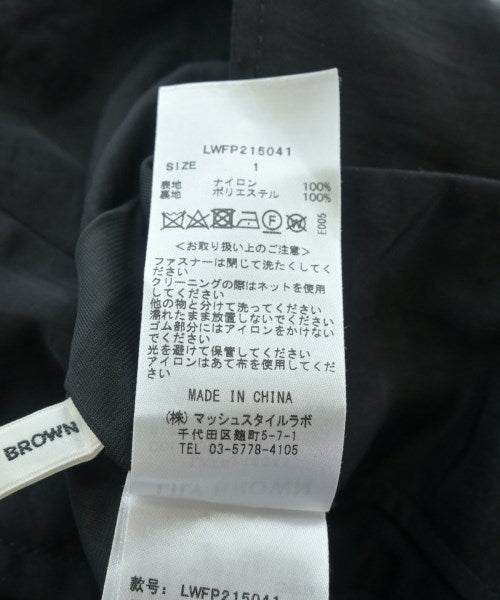 LWFP215041
SIZE 1
表地 ナイロン 100%
裏地 ポリエステル 100%
E005
<お取り扱い上のご注意>
ファスナーは閉じて洗たくしてく
ださい
クリーニングの際はネットを使用
してください
他の物と分けて洗ってください
濡れたまま放置しないでください
ゴム部分にはアイロンをかけない
でください
光を避けて保管してください
アイロンはあて布を使用してくだ
さい
MADE IN CHINA
(株)マッシュスタイルラボ
千代田区麹町5-7-1
TEL 03-5778-4105
BROWN
LILY BROWN
款号: LWFP215041